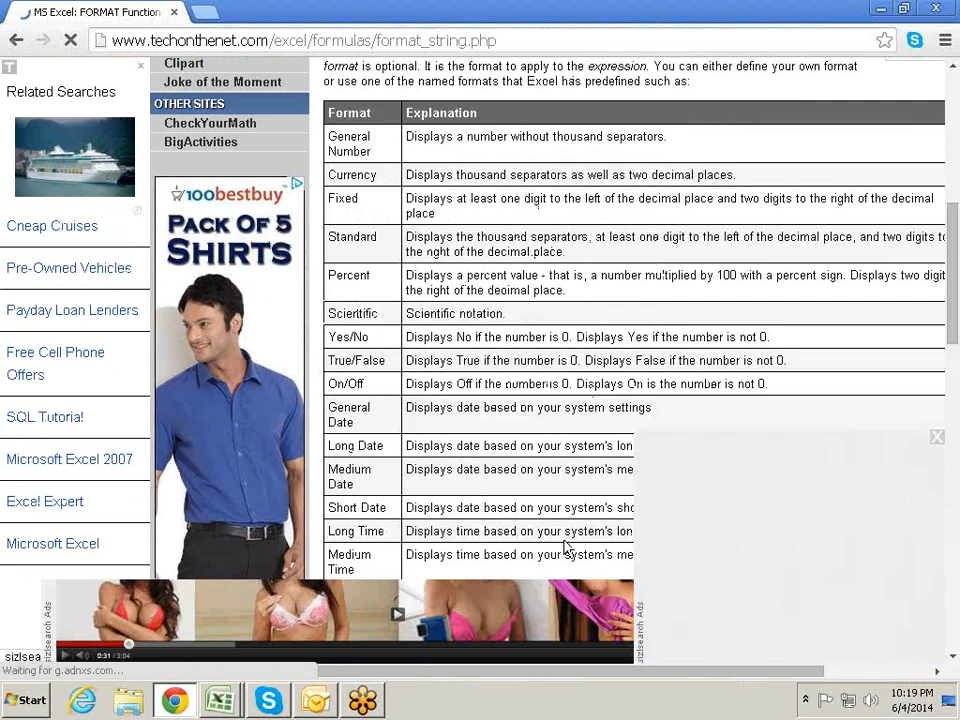 MS Excel: FORMAT Function
www.techonthenet.com/excel/formulas/format_string.php
T
Related Searches
Cheap Cruises
Pre-Owned Vehicles
Payday Loan Lenders
Free Cell Phone
Offers
SQL Tutorial
Microsoft Excel 2007
Excel Expert
Microsoft Excel
Clipart
Joke of the Moment
OTHER SITES
CheckYourMath
BigActivities
100bestbuy
PACK OF 5
SHIRTS
format is optional. It is the format to apply to the expression. You can either define your own format
or use one of the named formats that Excel has predefined such as:
Format Explanation
General
Number
Displays a number without thousand separators.
Currency Displays thousand separators as well as two decimal places.
Fixed Displays at least one digit to the left of the decimal place and two digits to the right of the decimal
place
Standard Displays the thousand separators, at least one digit to the left of the decimal place, and two digits to
the right of the decimal place.
Percent Displays a percent value - that is, a number multiplied by 100 with a percent sign. Displays two digit
the right of the decimal place.
Scientific Scientific notation.
Yes/No Displays No if the number is 0. Displays Yes if the number is not 0.
True/False Displays True if the number is 0. Displays False if the number is not 0.
On/Off Displays Off if the number is 0. Displays On is the number is not 0.
General
Date
Displays date based on your system settings
Long Date Displays date based on your system's lon
Medium
Date
Displays date based on your system's me
Short Date Displays date based on your system's sho
Long Time Displays time based on your system's lon
Medium
Time
Displays time based on your system's me
sizlsearch Ads
sizlsearch Ads
0:31 / 3:04
sizlsea
Waiting for g.adnxs.com...
Start
10:19 PM
6/4/2014